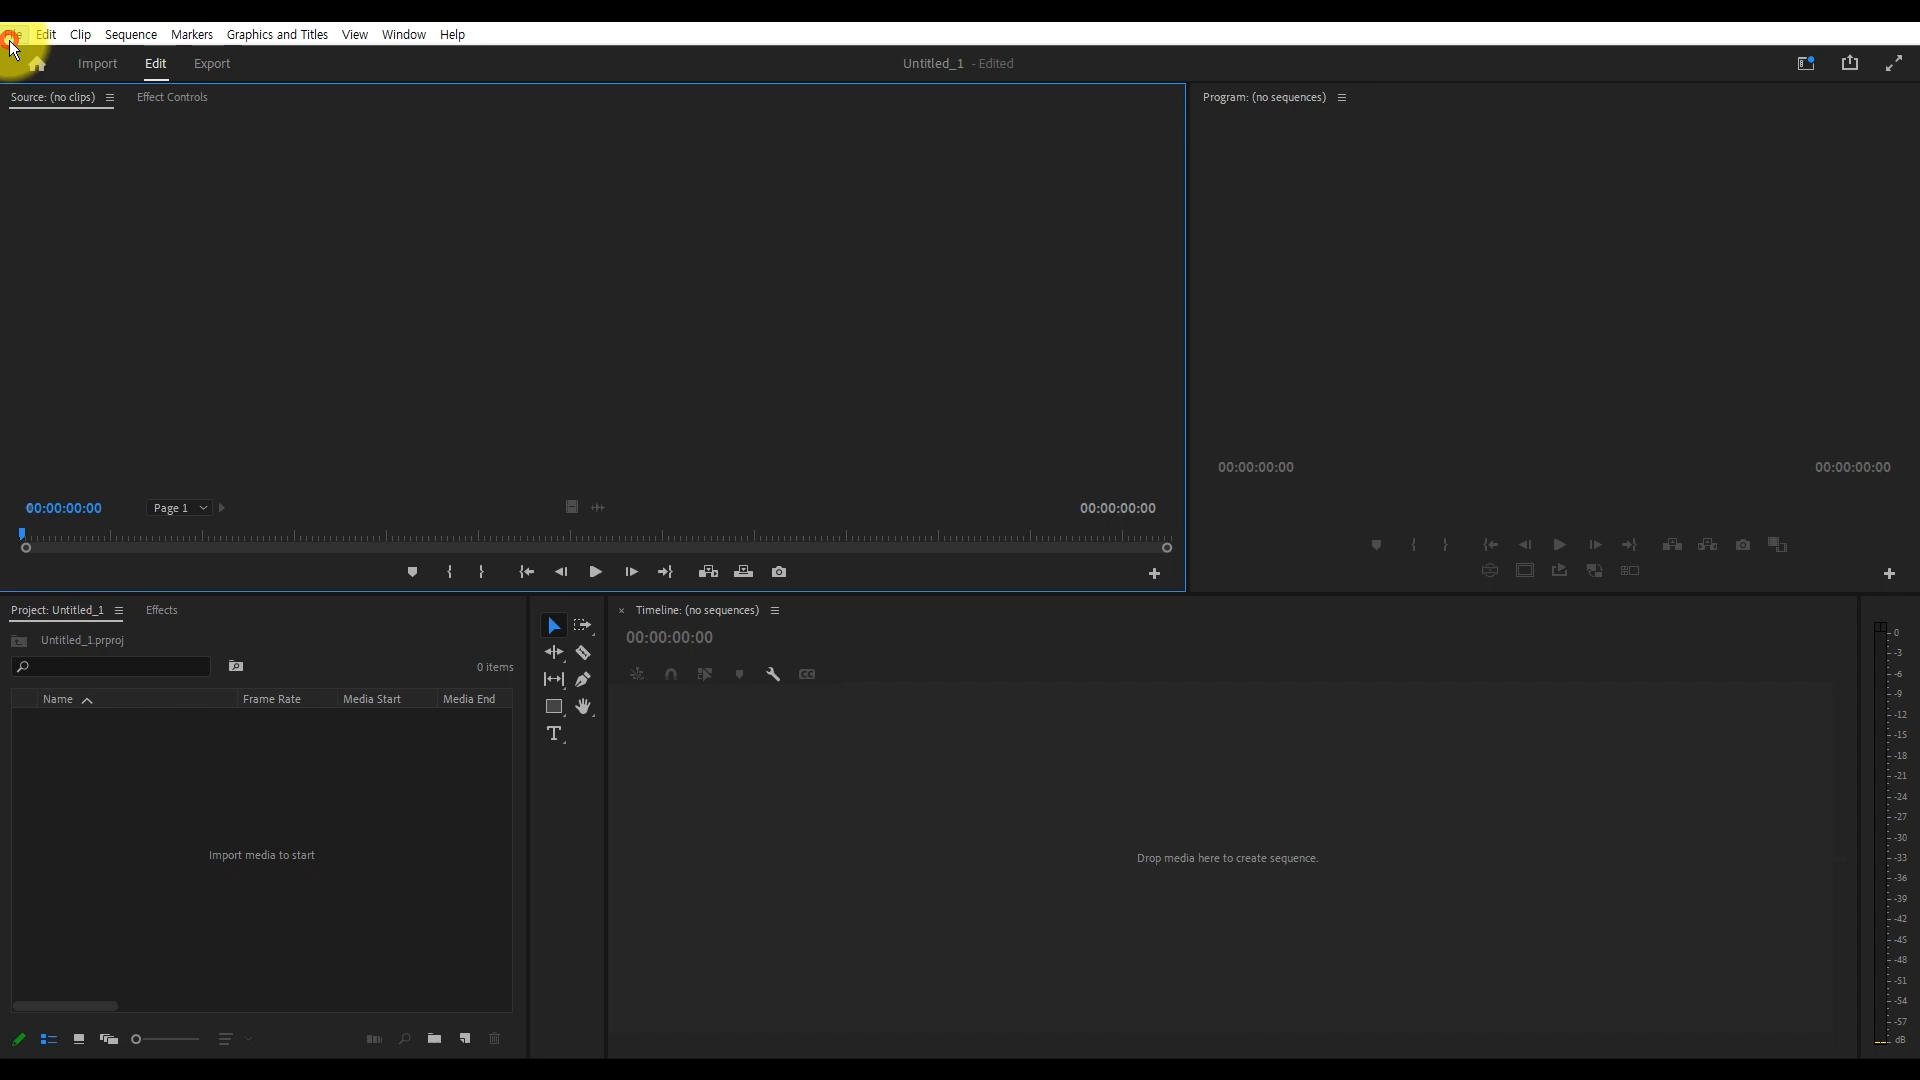 File Edit Clip Sequence Markers Graphics and Titles View Window Help
Import Edit Export Untitled_1 - Edited
Source: (no clips) Effect Controls Program: (no sequences)
00:00:00:00 00:00:00:00
00:00:00:00 Page 1 00:00:00:00
Project: Untitled_1 Effects
Untitled_1.prproj
0 items
Name Frame Rate Media Start Media End
Import media to start
× Timeline: (no sequences)
00:00:00:00
CC
T
Drop media here to create sequence.
0
-3
-6
-9
-12
-15
-18
-21
-24
-27
-30
-33
-36
-39
-42
-45
-48
-51
-54
-57
dB